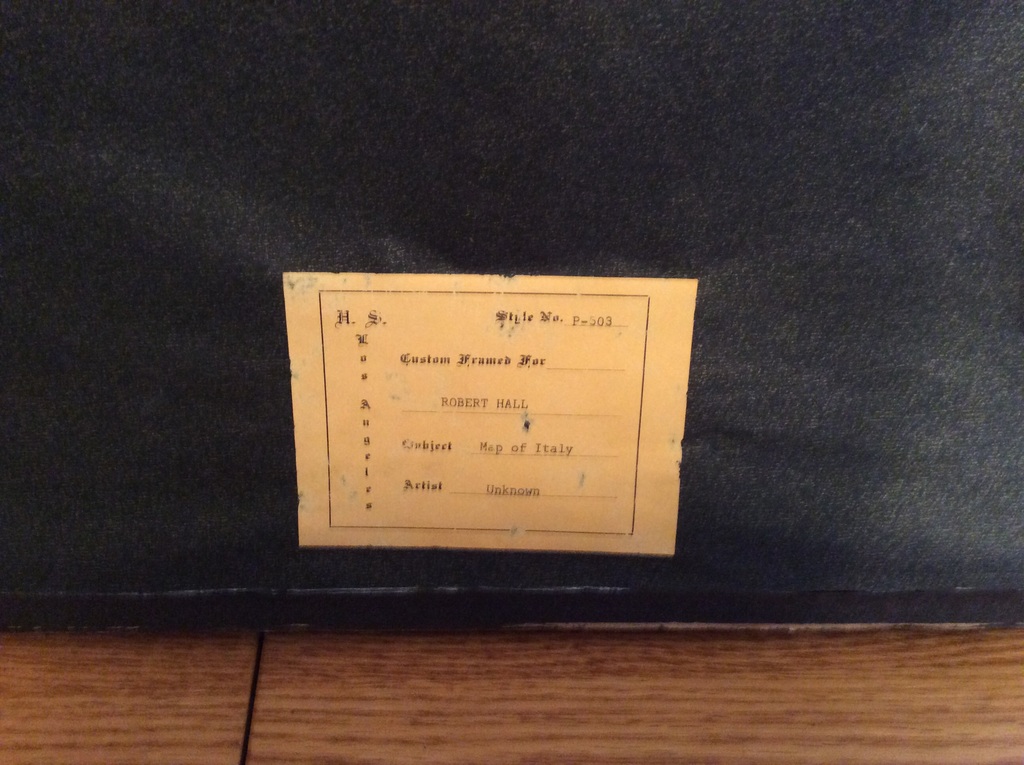 H. S. Style No. P-503
Los Angeles
Custom Framed For
ROBERT HALL
Subject Map of Italy
Artist Unknown